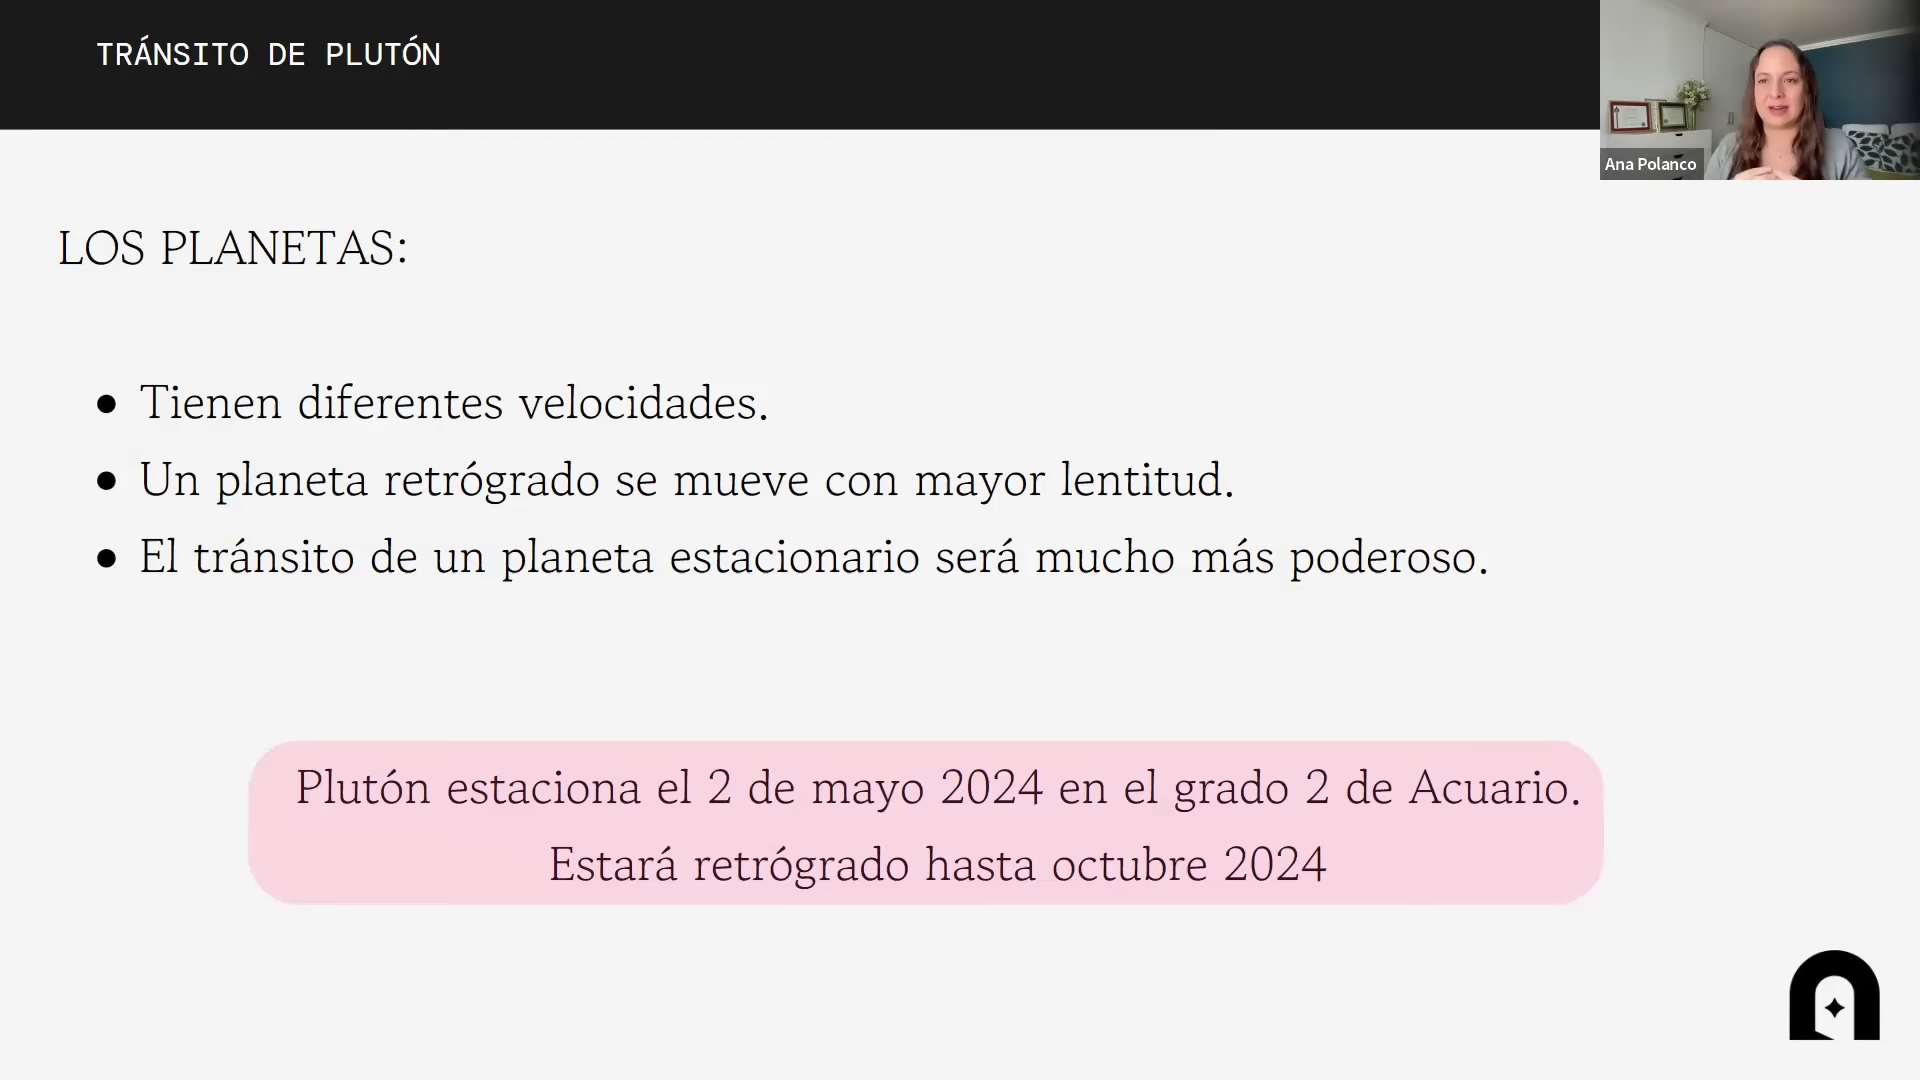 TRÁNSITO DE PLUTÓN
Ana Polanco
LOS PLANETAS:
• Tienen diferentes velocidades.
• Un planeta retrógrado se mueve con mayor lentitud.
• El tránsito de un planeta estacionario será mucho más poderoso.
Plutón estaciona el 2 de mayo 2024 en el grado 2 de Acuario.
Estará retrógrado hasta octubre 2024